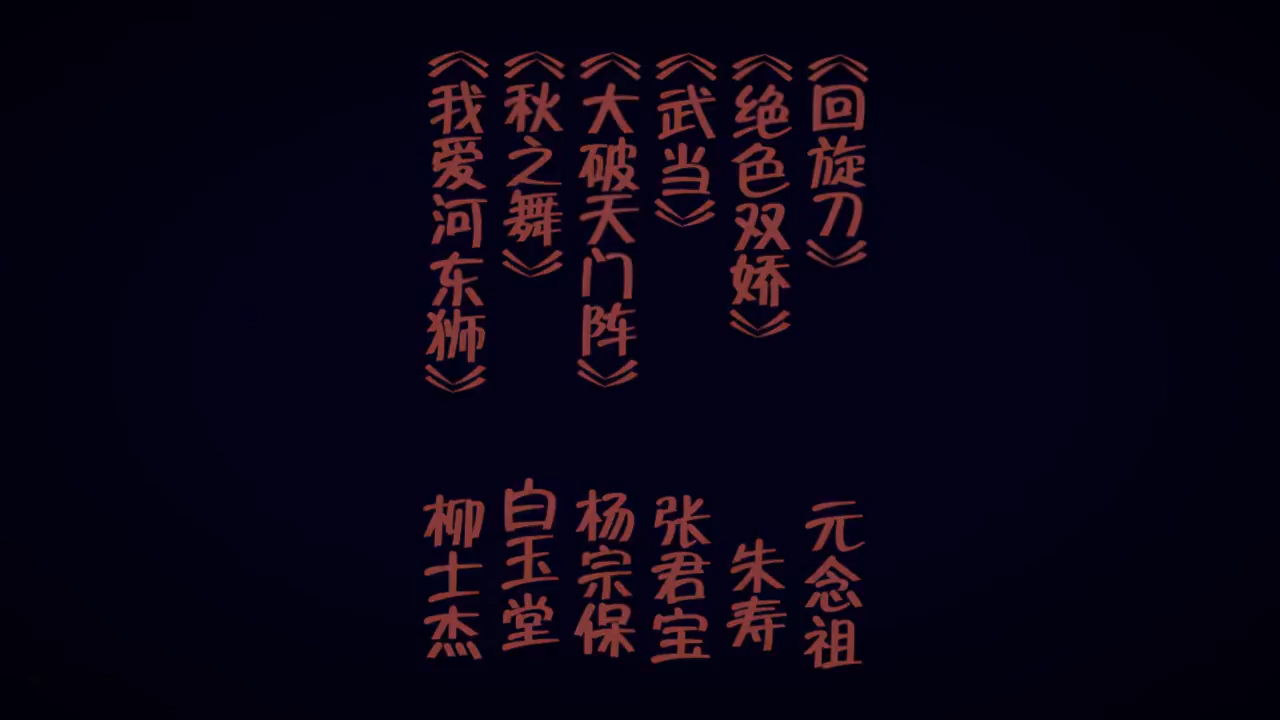 《回旋刀》
《绝色双娇》
《武当》
《大破天门阵》
《秋之舞》
《我爱河东狮》
元念祖
朱寿
张君宝
杨宗保
白玉堂
柳士杰